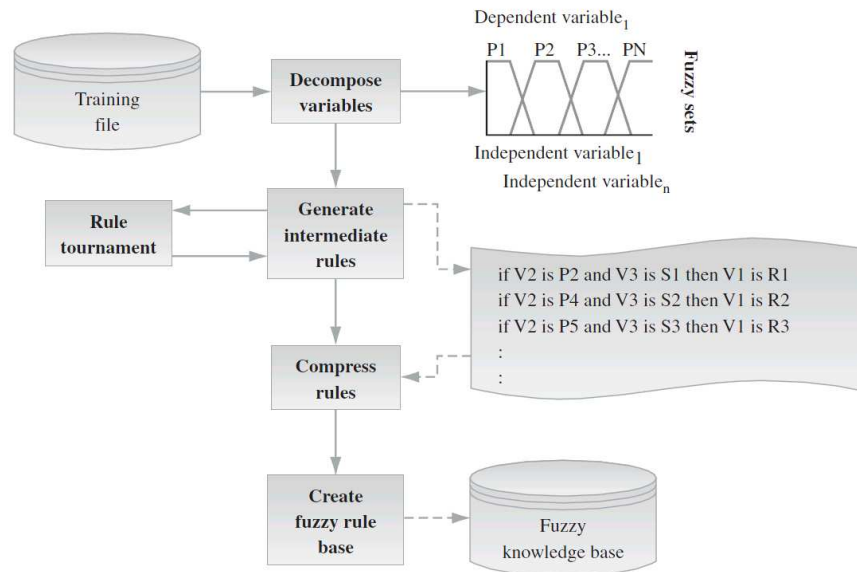 Dependent variable1
P1 P2 P3... PN
Fuzzy sets
Training
file
Decompose
variables
Independent variable1
Independent variablen
Rule
tournament
Generate
intermediate
rules
if V2 is P2 and V3 is S1 then V1 is R1
if V2 is P4 and V3 is S2 then V1 is R2
if V2 is P5 and V3 is S3 then V1 is R3
:
:
Compress
rules
Create
fuzzy rule
base
Fuzzy
knowledge base